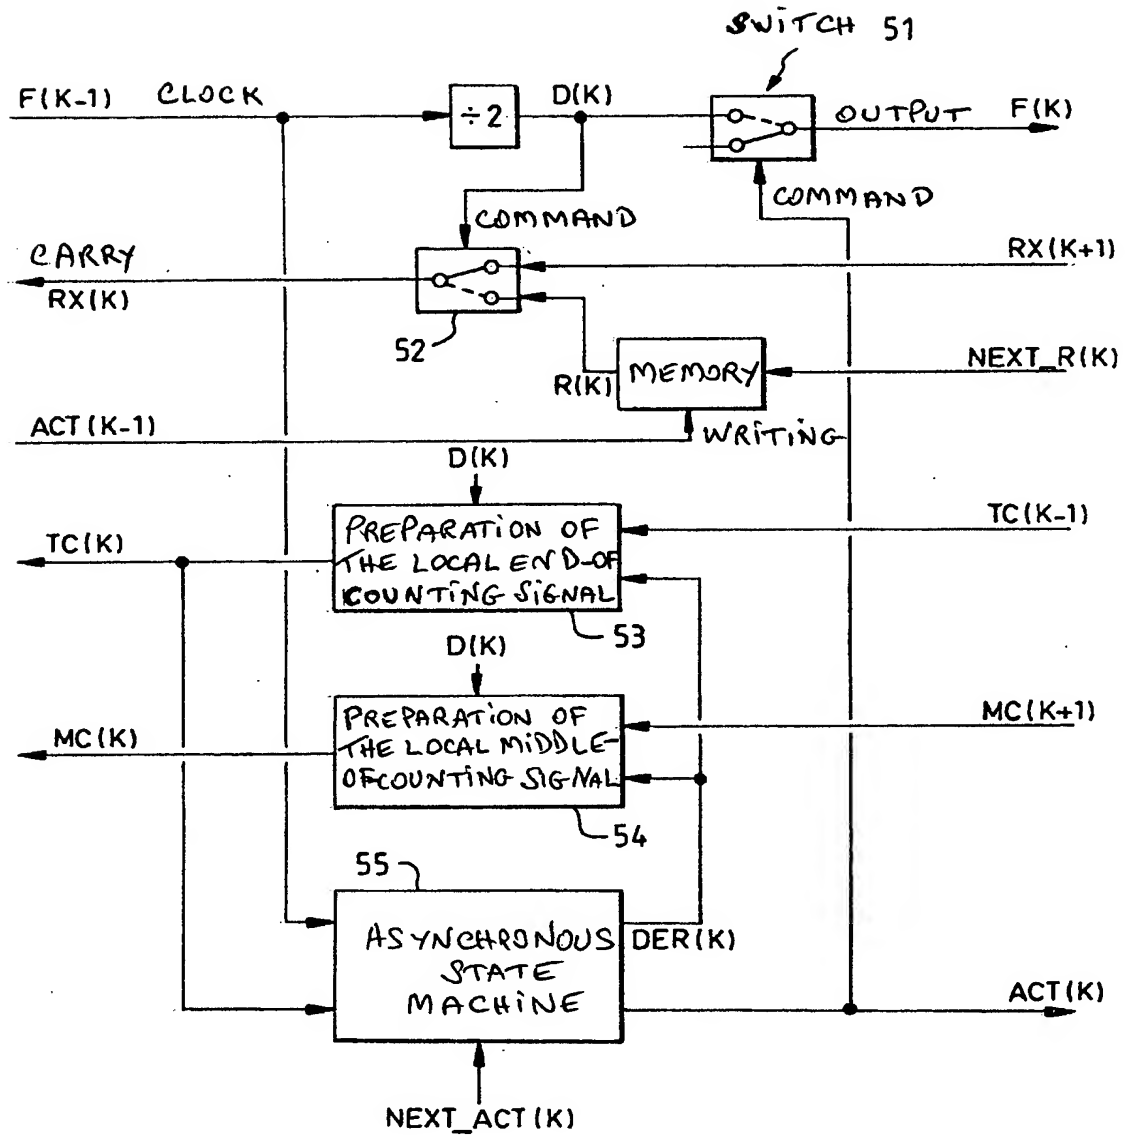 SWITCH 51
F(K-1) CLOCK
÷2
D(K)
OUTPUT
F(K)
COMMAND
COMMAND
CARRY
RX(K)
RX(K+1)
52
R(K)
MEMORY
NEXT_R(K)
ACT(K-1)
WRITING
D(K)
TC(K)
PREPARATION OF
THE LOCAL END-OF
COUNTING SIGNAL
TC(K-1)
53
D(K)
MC(K)
PREPARATION OF
THE LOCAL MIDDLE-
OFCOUNTING SIGNAL
MC(K+1)
54
55
ASYNCHRONOUS
STATE
MACHINE
DER(K)
ACT(K)
NEXT_ACT(K)